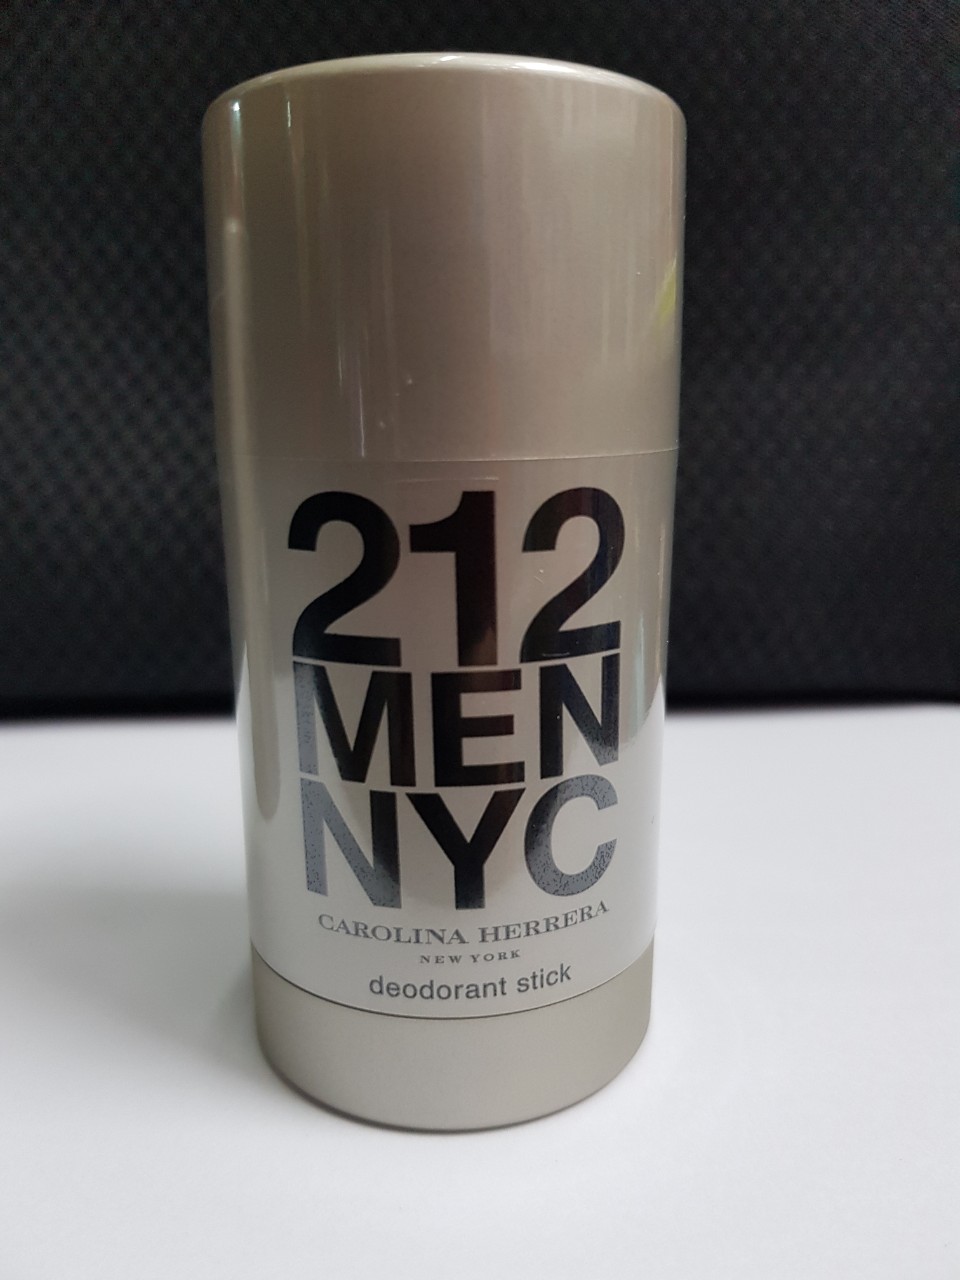 212
MEN
NYC
CAROLINA HERRERA
NEW YORK
deodorant stick